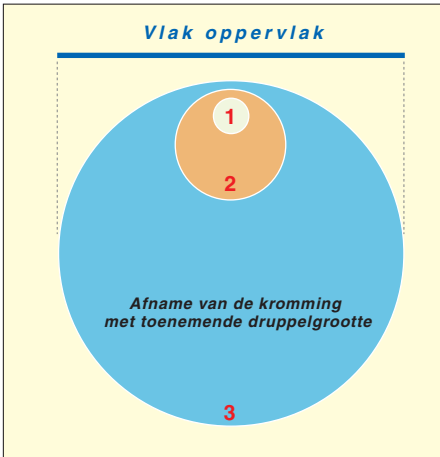 Vlak oppervlak
1
2
Afname van de kromming
met toenemende druppelgrootte
3